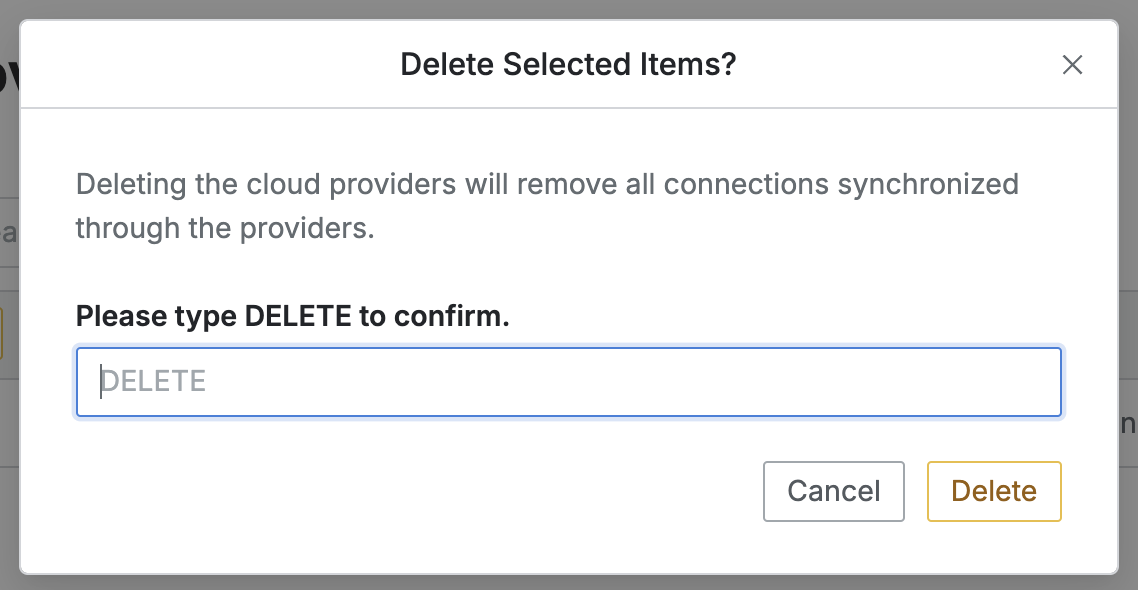 Delete Selected Items?
Deleting the cloud providers will remove all connections synchronized
through the providers.
Please type DELETE to confirm.
DELETE
Cancel
Delete